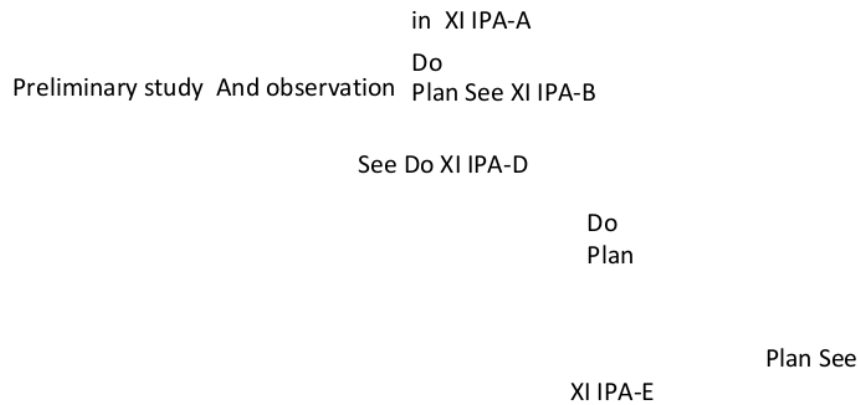 in XI IPA-A
Do
Preliminary study And observation
Plan See XI IPA-B
See Do XI IPA-D
Do
Plan
Plan See
XI IPA-E